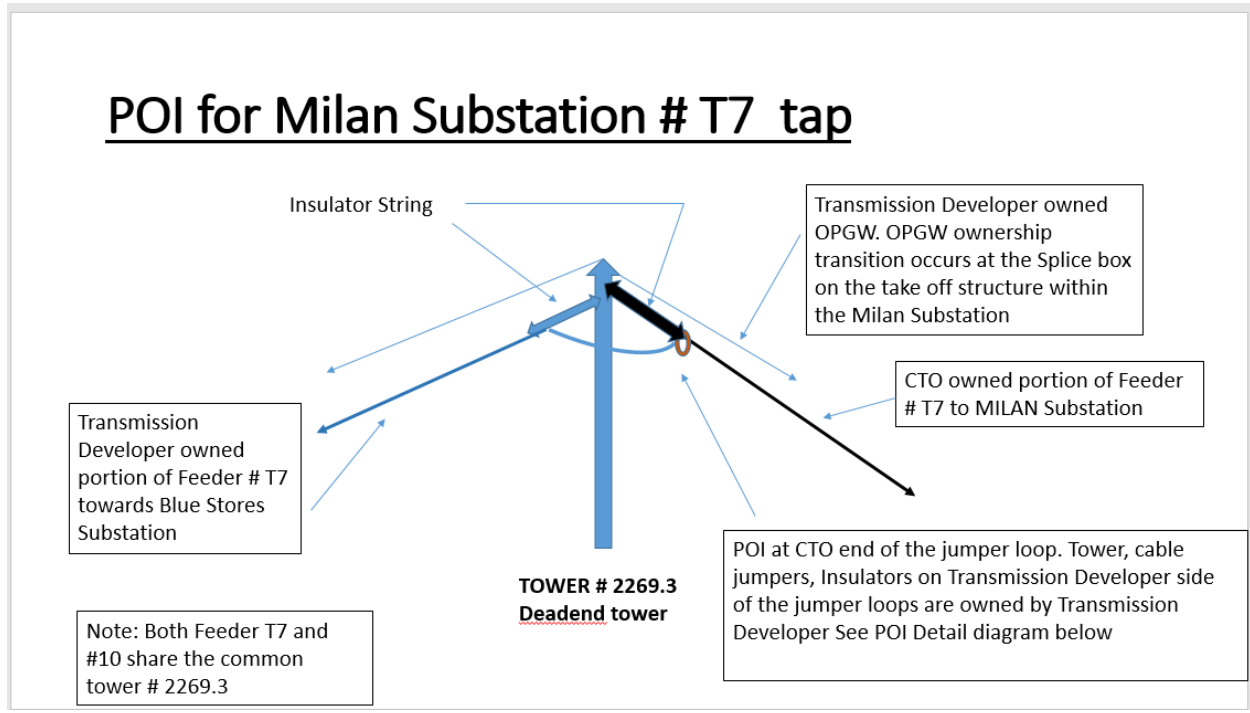 POI for Milan Substation # T7 tap
Insulator String
Transmission Developer owned
OPGW. OPGW ownership
transition occurs at the Splice box
on the take off structure within
the Milan Substation
CTO owned portion of Feeder
# T7 to MILAN Substation
Transmission
Developer owned
portion of Feeder # T7
towards Blue Stores
Substation
POI at CTO end of the jumper loop. Tower, cable
jumpers, Insulators on Transmission Developer side
of the jumper loops are owned by Transmission
Developer See POI Detail diagram below
TOWER # 2269.3
Deadend tower
Note: Both Feeder T7 and
#10 share the common
tower # 2269.3